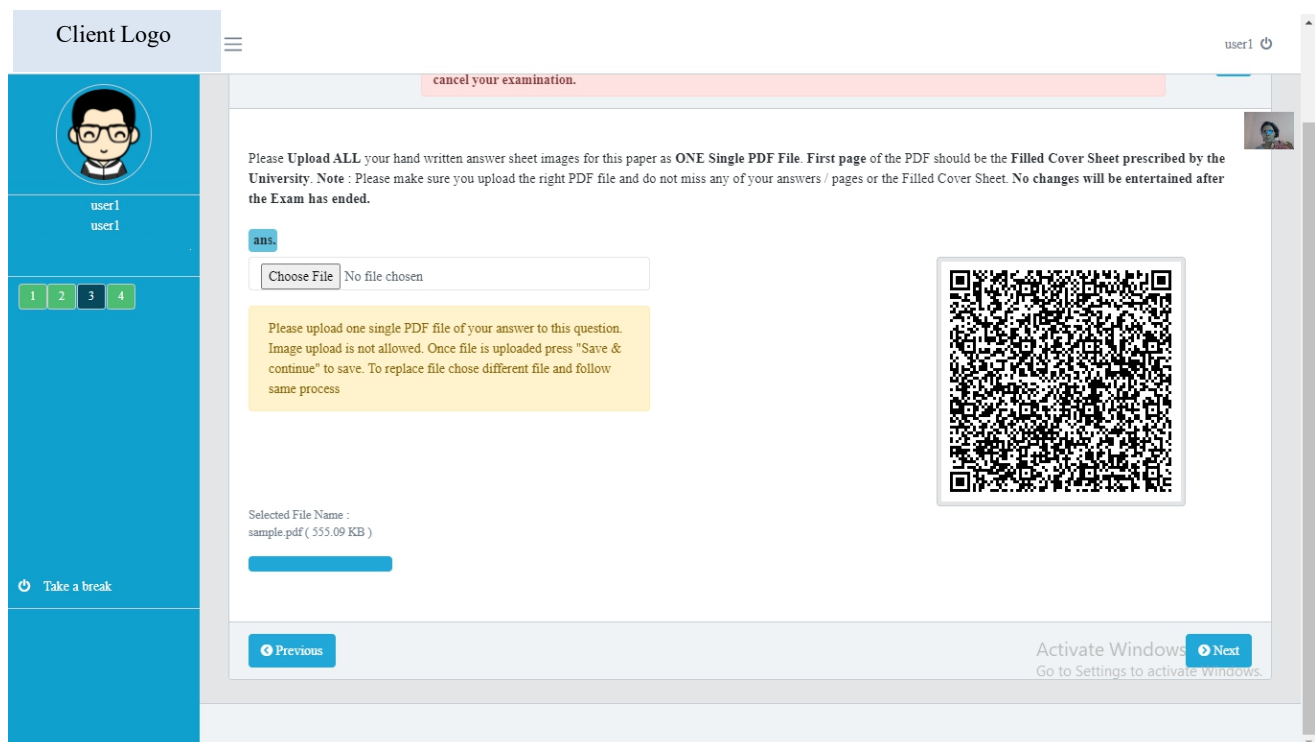 Client Logo
user1
cancel your examination.
user1
user1
1 2 3 4
Take a break
Please Upload ALL your hand written answer sheet images for this paper as ONE Single PDF File. First page of the PDF should be the Filled Cover Sheet prescribed by the
University. Note : Please make sure you upload the right PDF file and do not miss any of your answers / pages or the Filled Cover Sheet. No changes will be entertained after
the Exam has ended.
ans.
Choose File No file chosen
Please upload one single PDF file of your answer to this question.
Image upload is not allowed. Once file is uploaded press "Save &
continue" to save. To replace file chose different file and follow
same process
Selected File Name :
sample.pdf ( 555.09 KB )
Previous
Next
Activate Windows
Go to Settings to activate Windows.